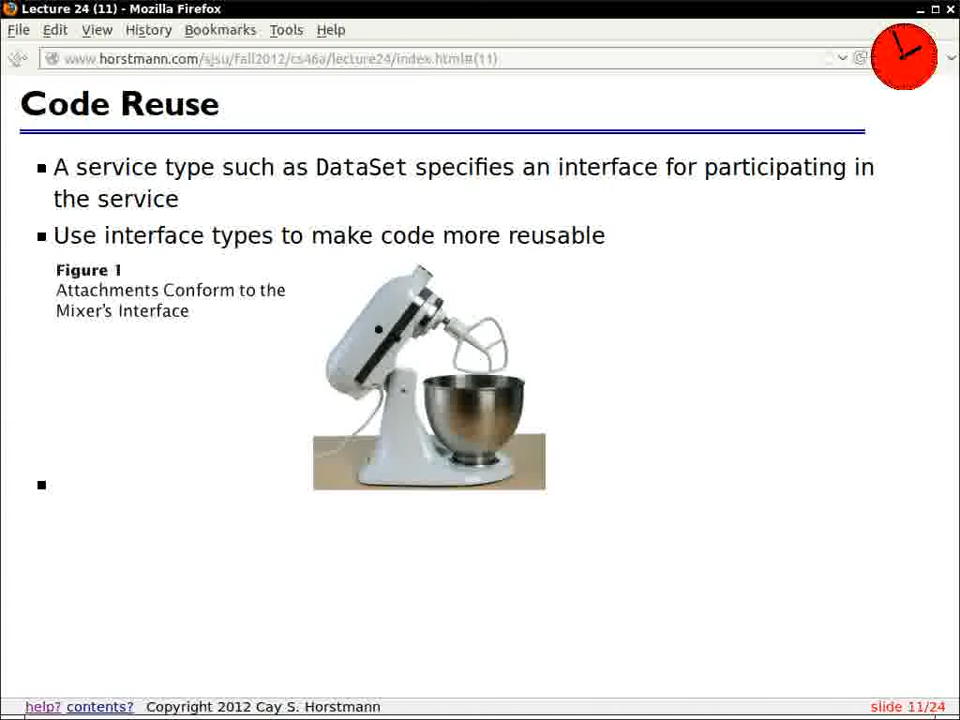 Lecture 24 (11) - Mozilla Firefox
File Edit View History Bookmarks Tools Help
www.horstmann.com/sjsu/fall2012/cs46a/lecture24/index.html#(11)
Code Reuse
A service type such as DataSet specifies an interface for participating in
the service
Use interface types to make code more reusable
Figure 1
Attachments Conform to the
Mixer's Interface
help? contents? Copyright 2012 Cay S. Horstmann slide 11/24